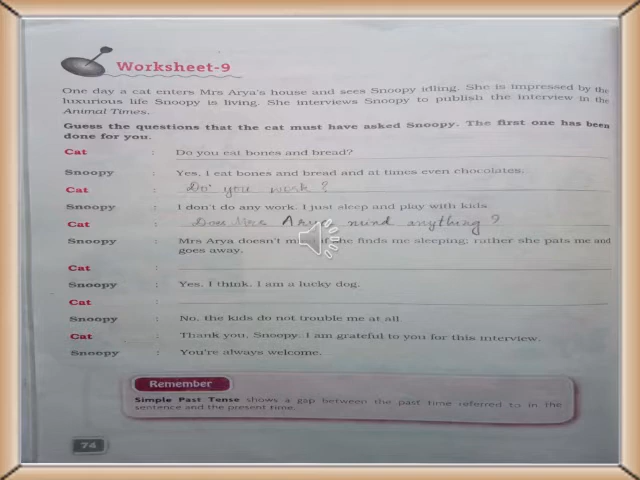 Worksheet-9
One day a cat enters Mrs Arya's house and sees Snoopy idling. She is impressed by the
luxurious life Snoopy is living. She interviews Snoopy to publish the interview in the
Animal Times.
Guess the questions that the cat must have asked Snoopy. The first one has been
done for you.
Cat : Do you eat bones and bread?
Snoopy : Yes, I eat bones and bread and at times even chocolates.
Cat : Do you work ?
Snoopy : I don't do any work. I just sleep and play with kids
Cat : Does Mrs Arya mind anything ?
Snoopy : Mrs Arya doesn't if she finds me sleeping; rather she pats me and
goes away.
Cat :
Snoopy : Yes, I think, I am a lucky dog.
Cat :
Snoopy : No, the kids do not trouble me at all.
Cat : Thank you, Snoopy. I am grateful to you for this interview.
Snoopy : You're always welcome.
Remember
Simple Past Tense shows a gap between the past time referred to in the
sentence and the present time.
74